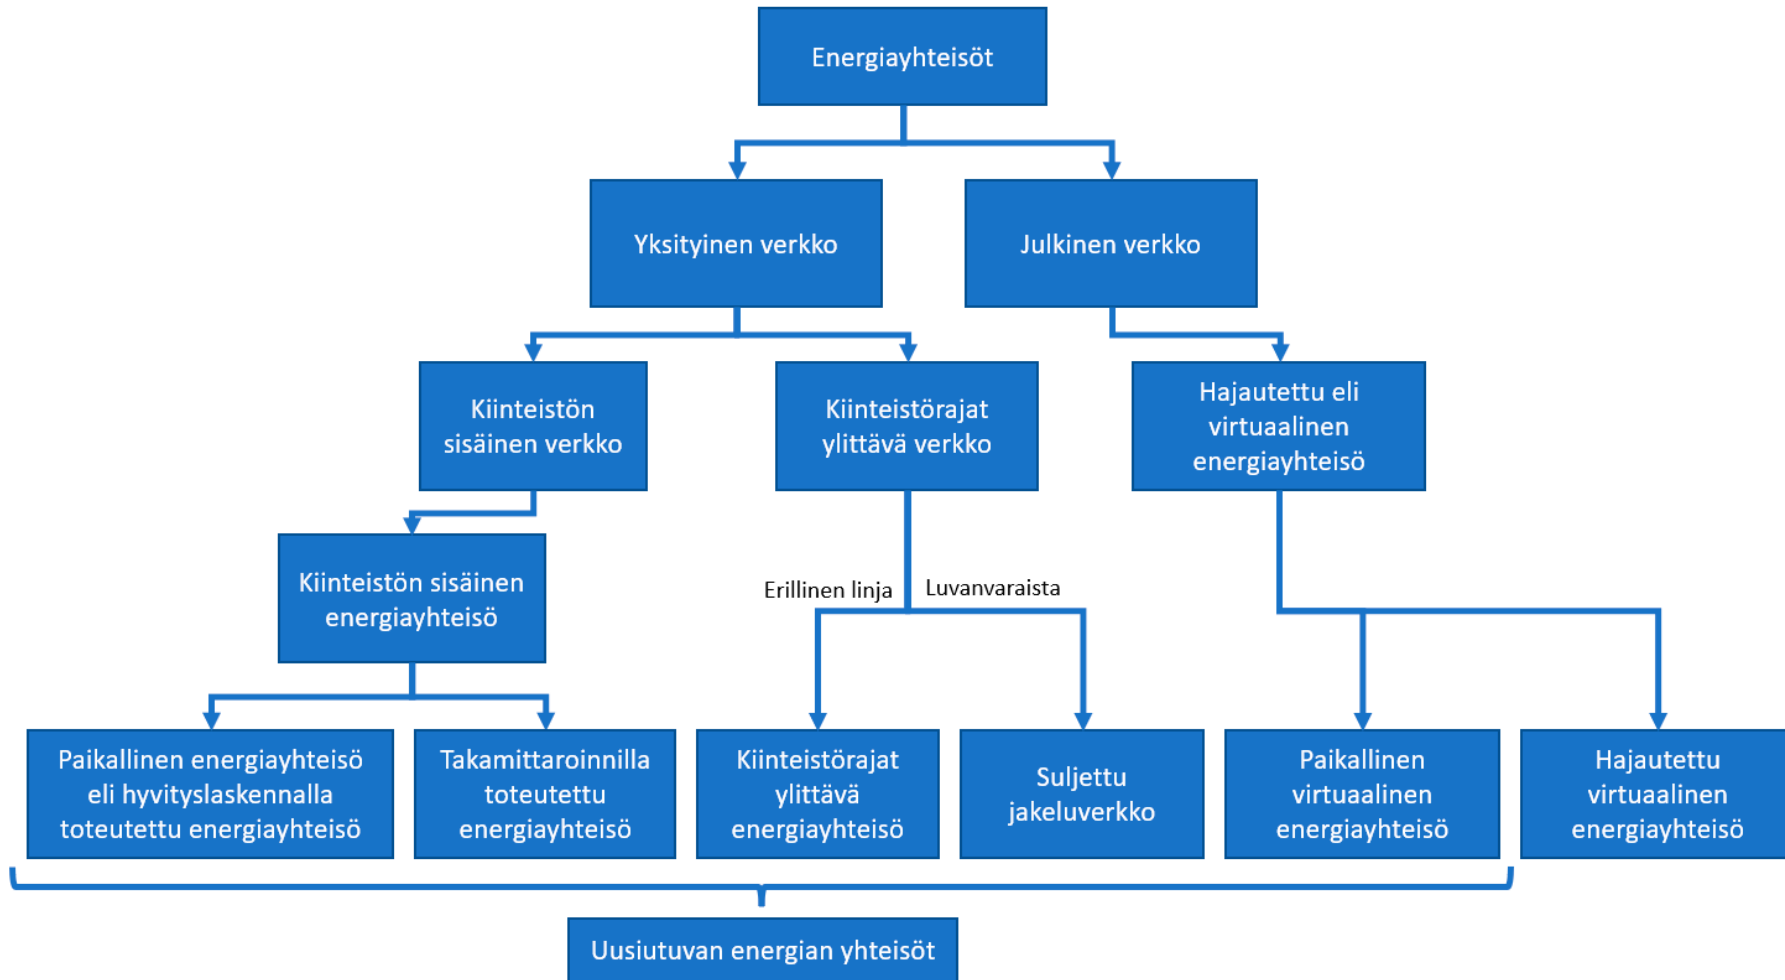 Energiayhteisöt
Yksityinen verkko
Julkinen verkko
Kiinteistön
sisäinen verkko
Kiinteistörajat
ylittävä verkko
Hajautettu eli
virtuaalinen
energiayhteisö
Kiinteistön sisäinen
energiayhteisö
Erillinen linja
Luvanvaraista
Paikallinen energiayhteisö
eli hyvityslaskennalla
toteutettu energiayhteisö
Takamittaroinnilla
toteutettu
energiayhteisö
Kiinteistörajat
ylittävä
energiayhteisö
Suljettu
jakeluverkko
Paikallinen
virtuaalinen
energiayhteisö
Hajautettu
virtuaalinen
energiayhteisö
Uusiutuvan energian yhteisöt